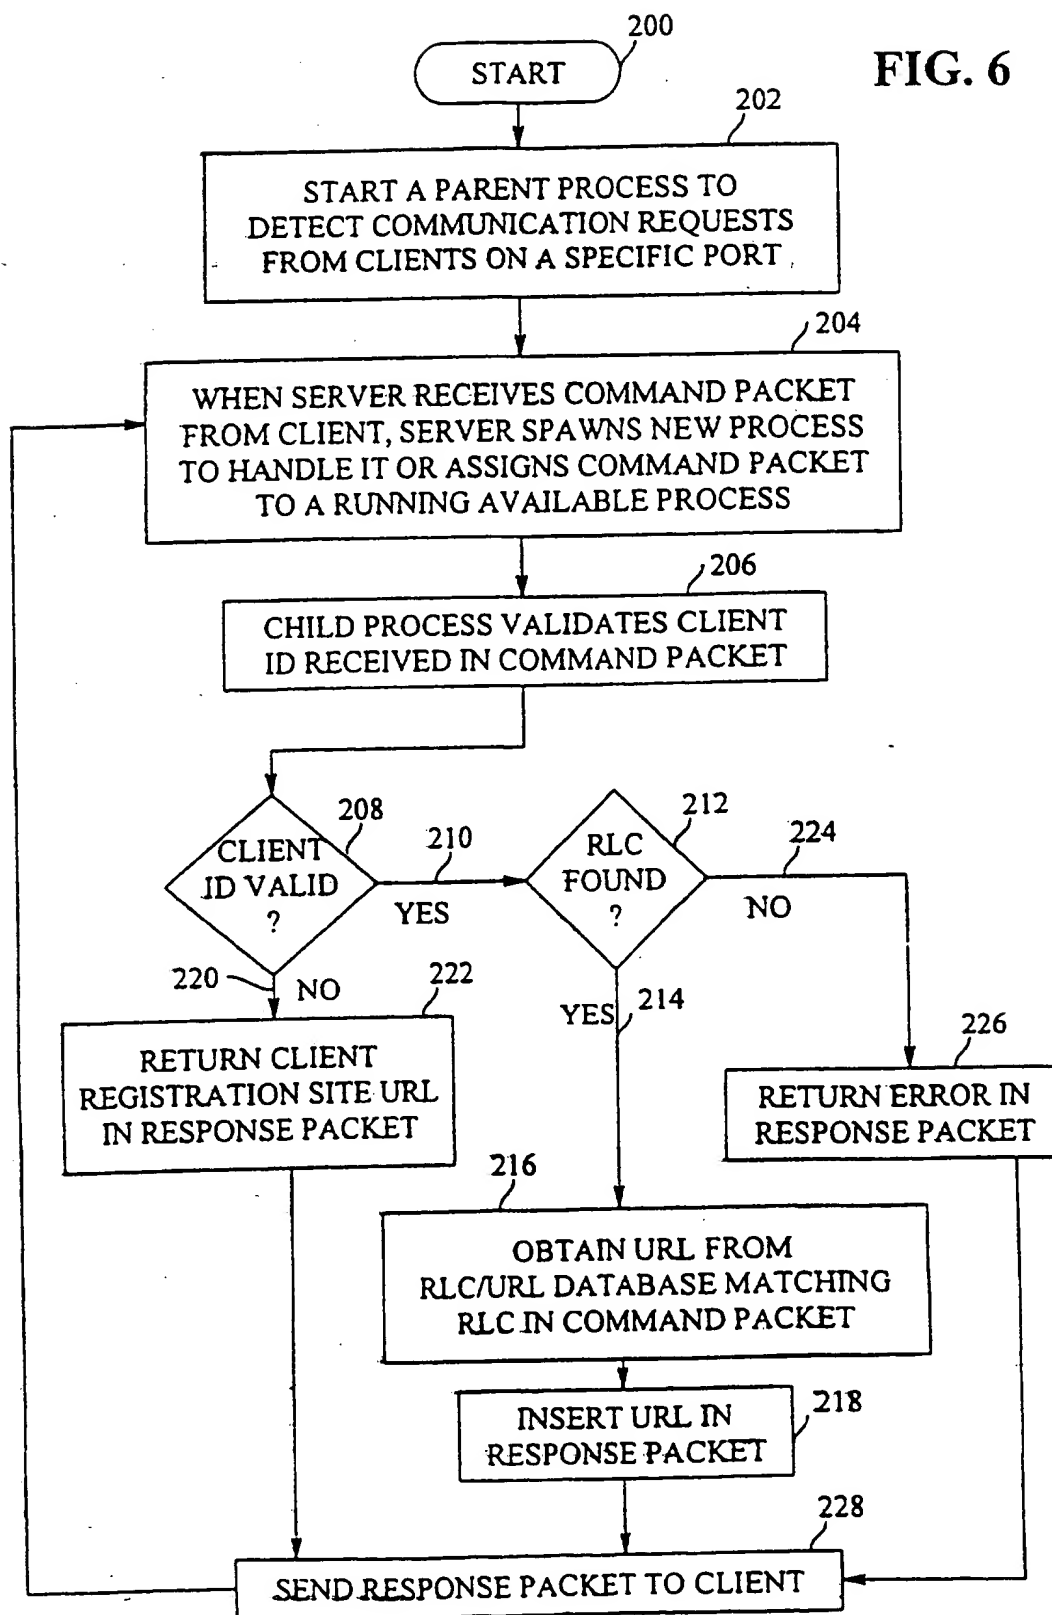 FIG. 6
200
START
202
START A PARENT PROCESS TO
DETECT COMMUNICATION REQUESTS
FROM CLIENTS ON A SPECIFIC PORT
204
WHEN SERVER RECEIVES COMMAND PACKET
FROM CLIENT, SERVER SPAWNS NEW PROCESS
TO HANDLE IT OR ASSIGNS COMMAND PACKET
TO A RUNNING AVAILABLE PROCESS
206
CHILD PROCESS VALIDATES CLIENT
ID RECEIVED IN COMMAND PACKET
208
CLIENT
ID VALID
?
210
YES
212
RLC
FOUND
?
224
NO
220
NO
222
RETURN CLIENT
REGISTRATION SITE URL
IN RESPONSE PACKET
YES
214
226
RETURN ERROR IN
RESPONSE PACKET
216
OBTAIN URL FROM
RLC/URL DATABASE MATCHING
RLC IN COMMAND PACKET
218
INSERT URL IN
RESPONSE PACKET
228
SEND RESPONSE PACKET TO CLIENT